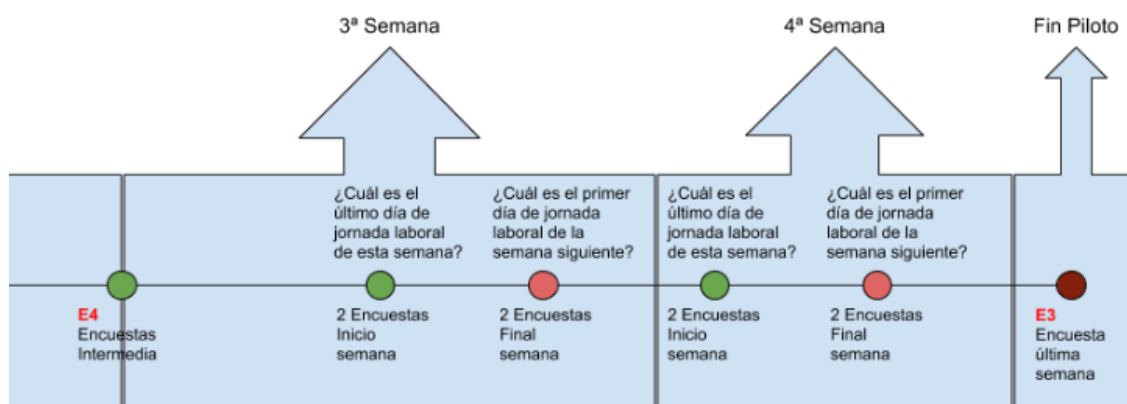 3ª Semana
4ª Semana
Fin Piloto
¿Cuál es el
último día de
jornada laboral
de esta semana?
¿Cuál es el primer
día de jornada
laboral de la
semana siguiente?
¿Cuál es el
último día de
jornada laboral
de esta semana?
¿Cuál es el primer
día de jornada
laboral de la
semana siguiente?
E4
Encuestas
Intermedia
2 Encuestas
Inicio
semana
2 Encuestas
Final
semana
2 Encuestas
Inicio
semana
2 Encuestas
Final
semana
E3
Encuesta
última
semana